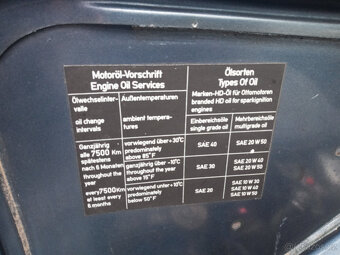 Motoröl-Vorschrift
Engine Oil Services
Ölsorten
Types Of Oil
Ölwechselinter-
valle
oil change
intervals
Außentemperaturen
ambient tempera-
tures
Marken-HD-Öl für Ottomotoren
branded HD oil for sparkignition
engines
Einbereichsöle
single grade oil
Mehrbereichsöle
multigrade oil
Ganzjährig
alle 7500 Km
spätestens
nach 6 Monaten
throughout
the year
every 7500 Km
at least every
6 months
vorwiegend über +30°C
predominately
above 85°F
SAE 40
SAE 20 W 50
ganzjährig über -10°C
throughout the year
above 15°F
SAE 30
SAE 20 W 40
SAE 20 W 50
vorwiegend unter +10°C
predominately
below 50°F
SAE 20
SAE 10 W 30
SAE 10 W 40
SAE 10 W 50